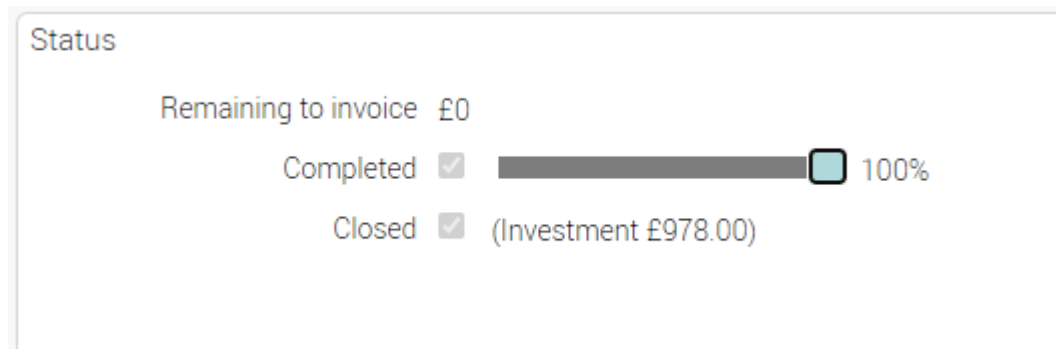 Status
Remaining to invoice £0
Completed 100%
Closed (Investment £978.00)